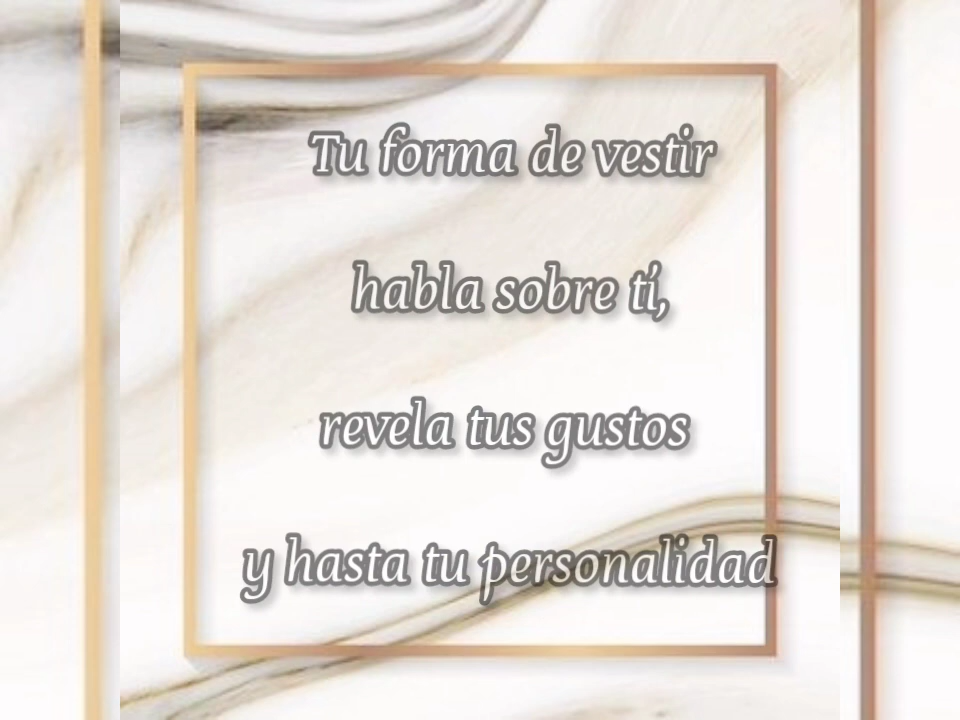 Tu forma de vestir
habla sobre tí,
revela tus gustos
y hasta tu personalidad